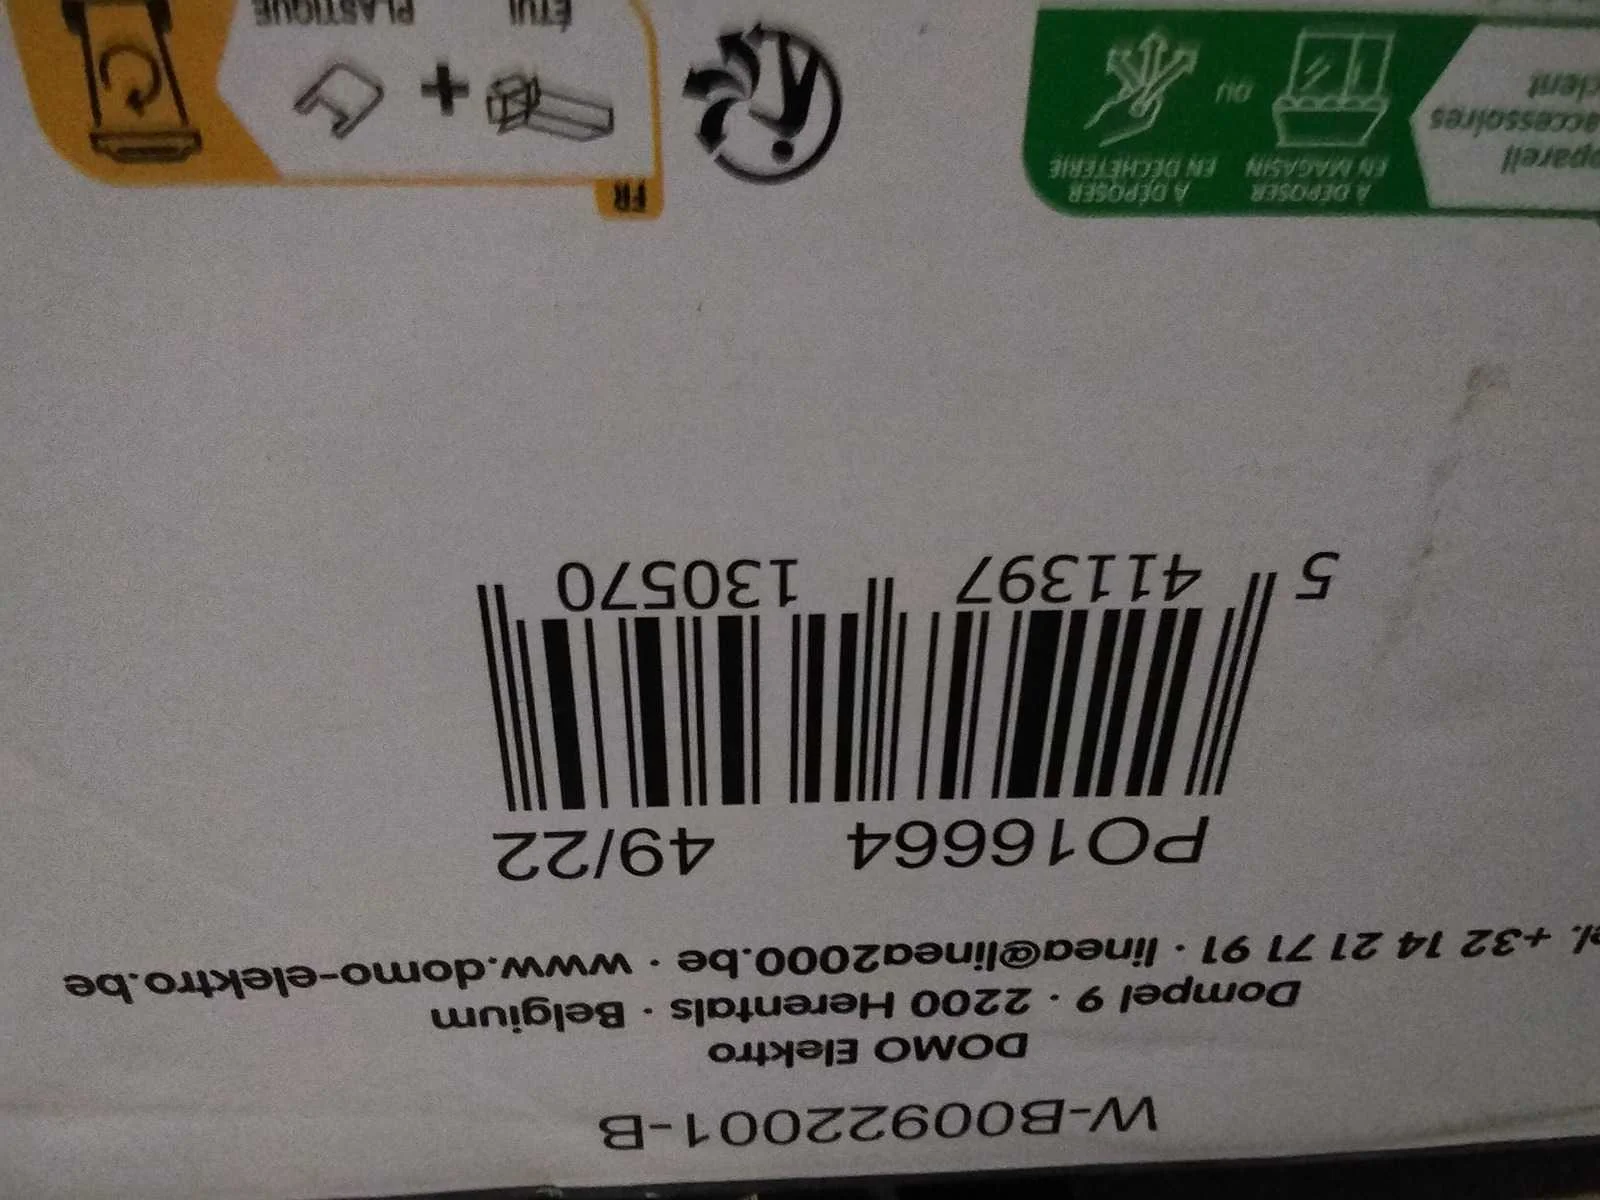 W-B00922001-B
DOMO Elektro
Dompel 9 · 2200 Herentals · Belgium
+32 14 21 71 91 · linea@linea2000.be · www.domo-elektro.be
PO16664 49/22
5 411397 130570
accessoires
À DÉPOSER
EN MAGASIN
OU
À DÉPOSER
EN DÉCHÈTERIE
FR
ÉTUI
+
PLASTIQUE